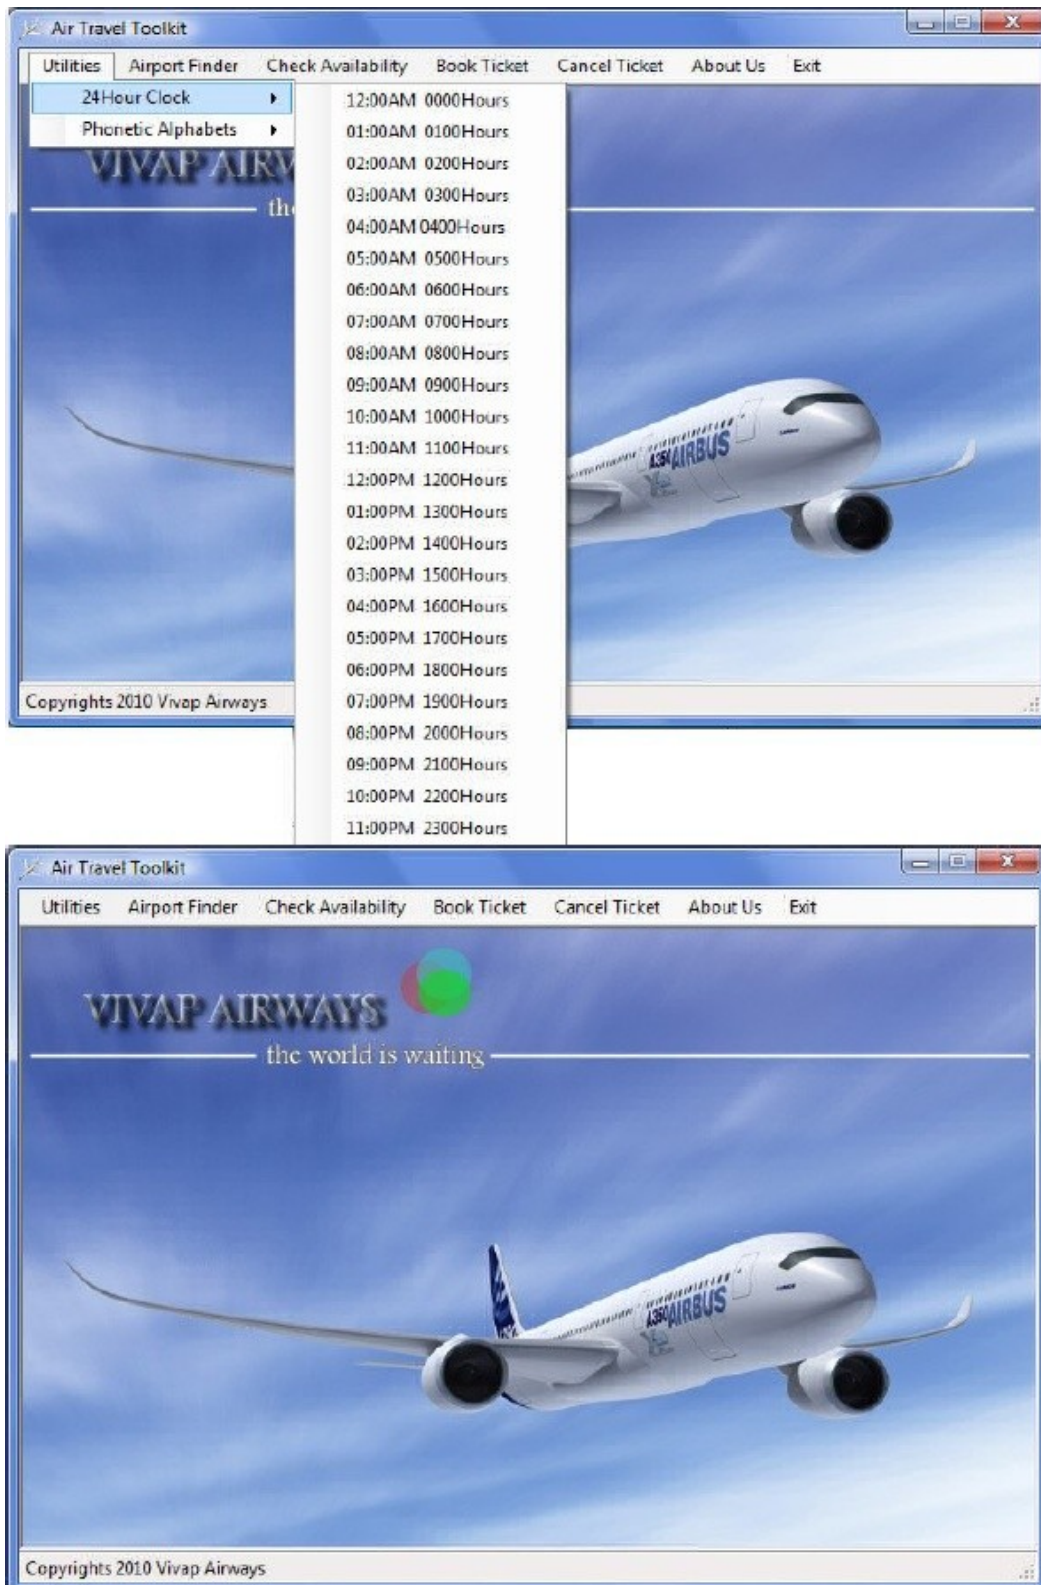 Air Travel Toolkit
Utilities Airport Finder Check Availability Book Ticket Cancel Ticket About Us Exit
24Hour Clock
Phonetic Alphabets
12:00AM 0000Hours
01:00AM 0100Hours
02:00AM 0200Hours
03:00AM 0300Hours
04:00AM 0400Hours
05:00AM 0500Hours
06:00AM 0600Hours
07:00AM 0700Hours
08:00AM 0800Hours
09:00AM 0900Hours
10:00AM 1000Hours
11:00AM 1100Hours
12:00PM 1200Hours
01:00PM 1300Hours
02:00PM 1400Hours
03:00PM 1500Hours
04:00PM 1600Hours
05:00PM 1700Hours
06:00PM 1800Hours
07:00PM 1900Hours
08:00PM 2000Hours
09:00PM 2100Hours
10:00PM 2200Hours
11:00PM 2300Hours
VIVAP AIRW
the
A350 AIRBUS
Copyrights 2010 Vivap Airways
Air Travel Toolkit
Utilities Airport Finder Check Availability Book Ticket Cancel Ticket About Us Exit
VIVAP AIRWAYS
the world is waiting
A350 AIRBUS
Copyrights 2010 Vivap Airways